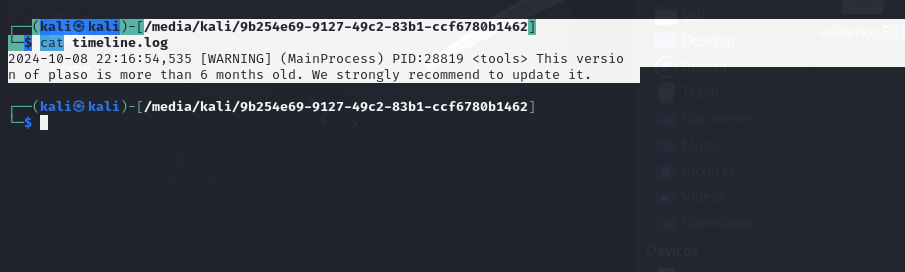 ┌──(kali㉿kali)-[/media/kali/9b254e69-9127-49c2-83b1-ccf6780b1462]
└─$ cat timeline.log
2024-10-08 22:16:54,535 [WARNING] (MainProcess) PID:28819 <tools> This versio
n of plaso is more than 6 months old. We strongly recommend to update it.
┌──(kali㉿kali)-[/media/kali/9b254e69-9127-49c2-83b1-ccf6780b1462]
└─$
kali
Desktop
Recent
Trash
Documents
Music
Pictures
Videos
Downloads
Devices
evidence.E01